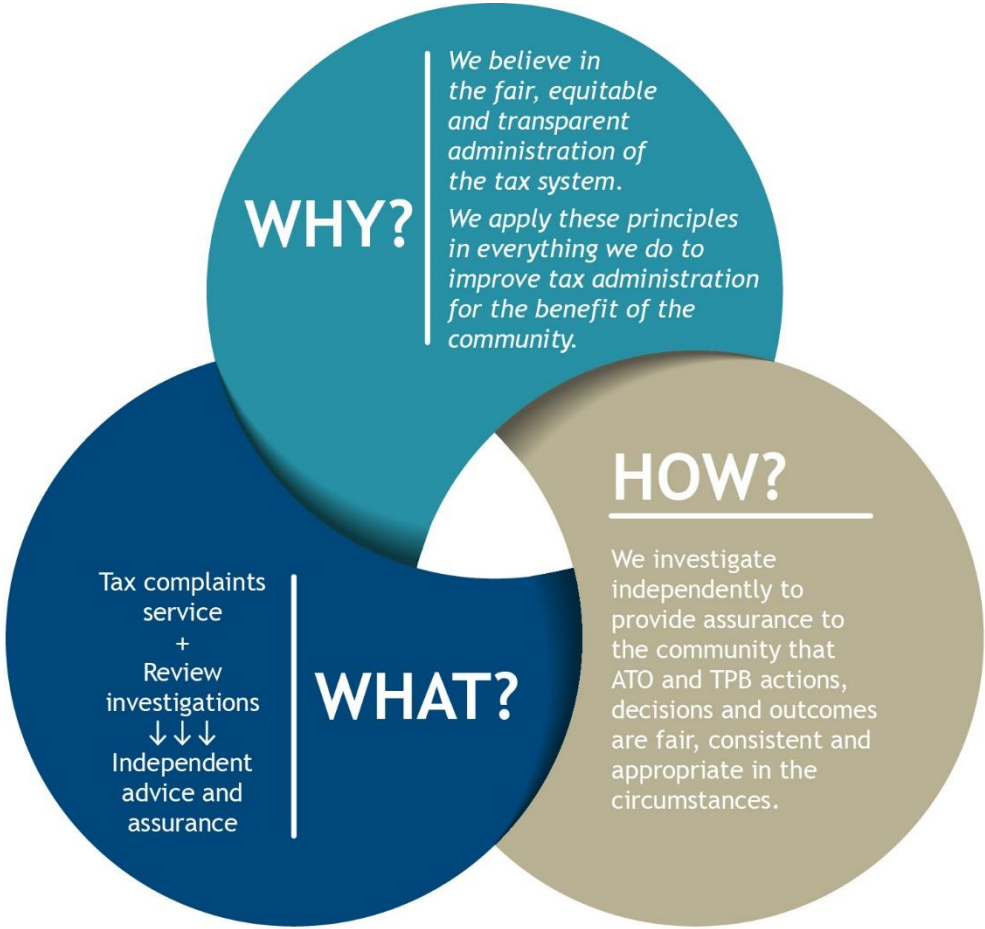 WHY?
We believe in
the fair, equitable
and transparent
administration of
the tax system.
We apply these principles
in everything we do to
improve tax administration
for the benefit of the
community.
HOW?
We investigate
independently to
provide assurance to
the community that
ATO and TPB actions,
decisions and outcomes
are fair, consistent and
appropriate in the
circumstances.
Tax complaints
service
+
Review
investigations
↓↓↓
Independent
advice and
assurance
WHAT?